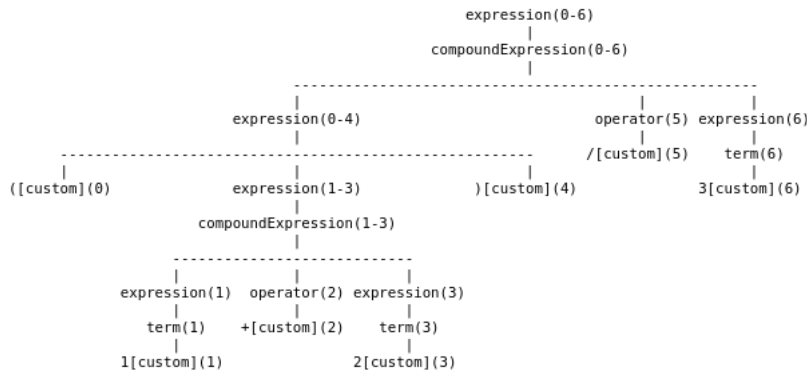 expression(0-6)
compoundExpression(0-6)
expression(0-4) operator(5) expression(6)
/[custom](5) term(6)
([custom](0) expression(1-3) )[custom](4) 3[custom](6)
compoundExpression(1-3)
expression(1) operator(2) expression(3)
term(1) +[custom](2) term(3)
1[custom](1) 2[custom](3)